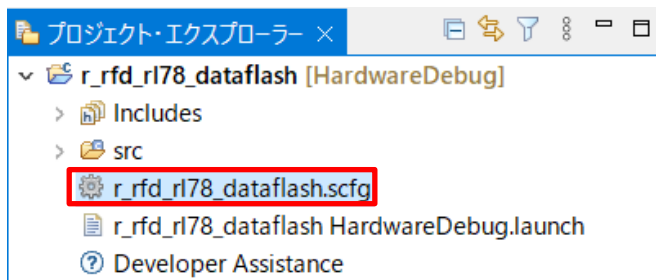 プロジェクト・エクスプローラー
r_rfd_rl78_dataflash [HardwareDebug]
Includes
src
r_rfd_rl78_dataflash.scfg
r_rfd_rl78_dataflash HardwareDebug.launch
Developer Assistance